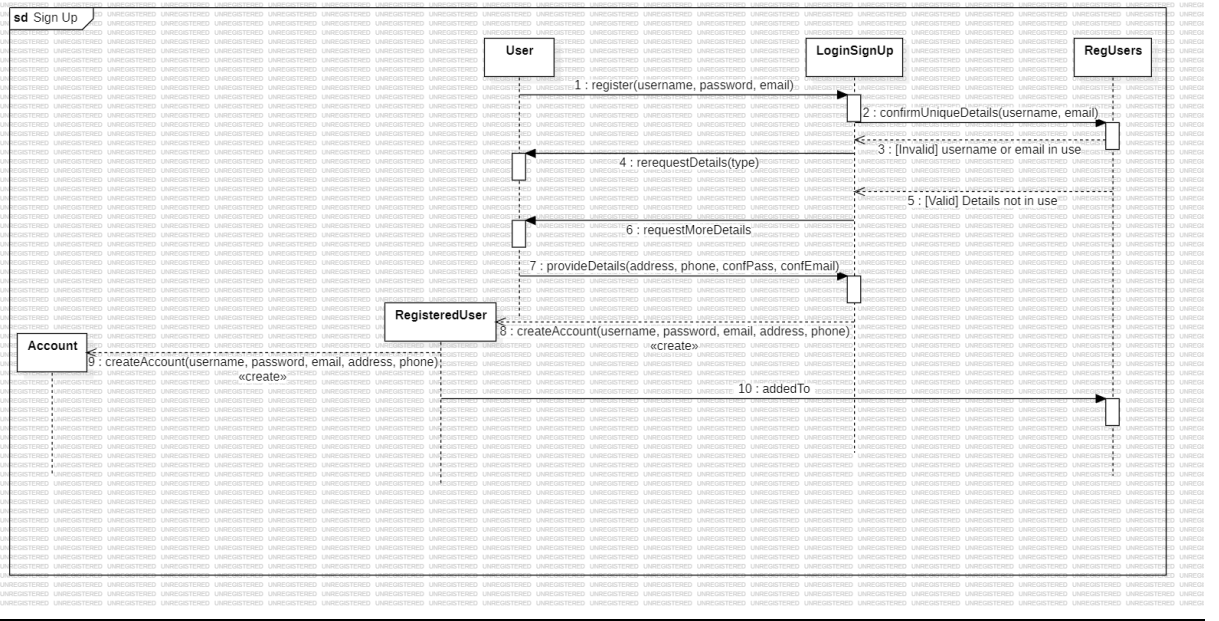 sd Sign Up
User
LoginSignUp
RegUsers
1 : register(username, password, email)
2 : confirmUniqueDetails(username, email)
3 : [Invalid] username or email in use
4 : rerequestDetails(type)
5 : [Valid] Details not in use
6 : requestMoreDetails
7 : provideDetails(address, phone, confPass, confEmail)
RegisteredUser
8 : createAccount(username, password, email, address, phone)
«create»
Account
9 : createAccount(username, password, email, address, phone)
«create»
10 : addedTo
UNREGISTERED